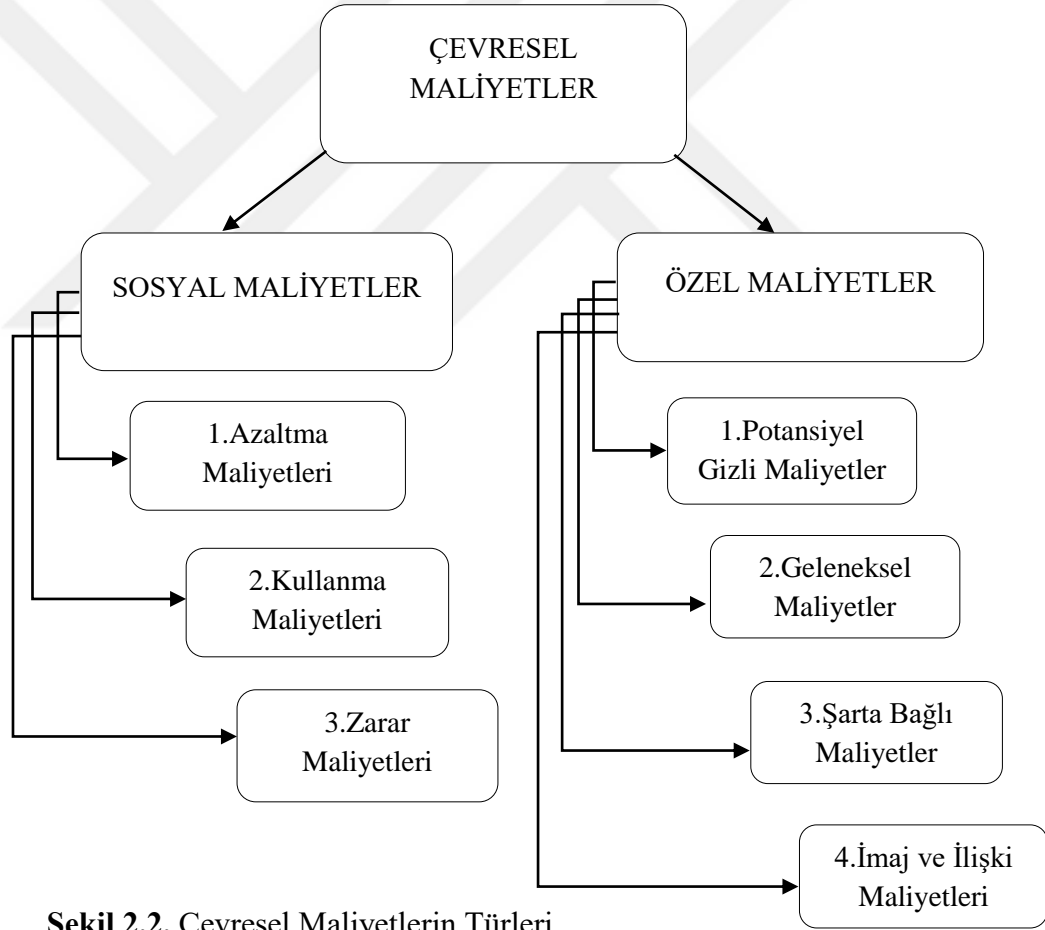 ÇEVRESEL
MALİYETLER
SOSYAL MALİYETLER
ÖZEL MALİYETLER
1.Azaltma
Maliyetleri
2.Kullanma
Maliyetleri
3.Zarar
Maliyetleri
1.Potansiyel
Gizli Maliyetler
2.Geleneksel
Maliyetler
3.Şarta Bağlı
Maliyetler
4.İmaj ve İlişki
Maliyetleri
Şekil 2.2. Çevresel Maliyetlerin Türleri